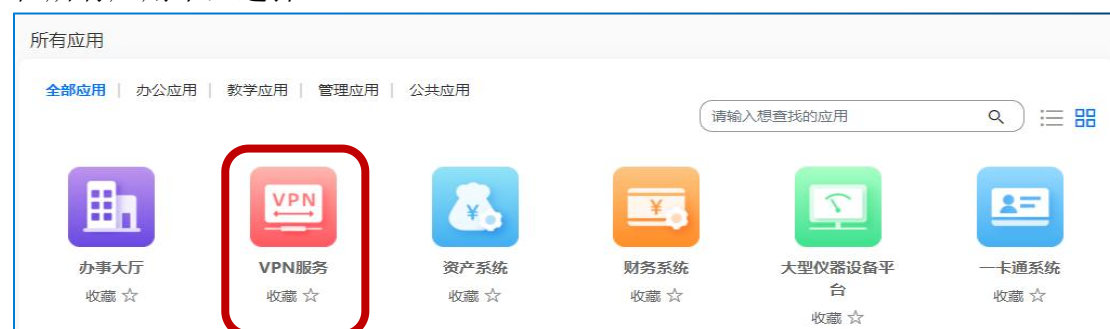 所有应用
全部应用 | 办公应用 | 教学应用 | 管理应用 | 公共应用
请输入想查找的应用
VPN
¥
¥
办事大厅 VPN服务 资产系统 财务系统 大型仪器设备平台 一卡通系统
收藏 ☆ 收藏 ☆ 收藏 ☆ 收藏 ☆ 收藏 ☆ 收藏 ☆